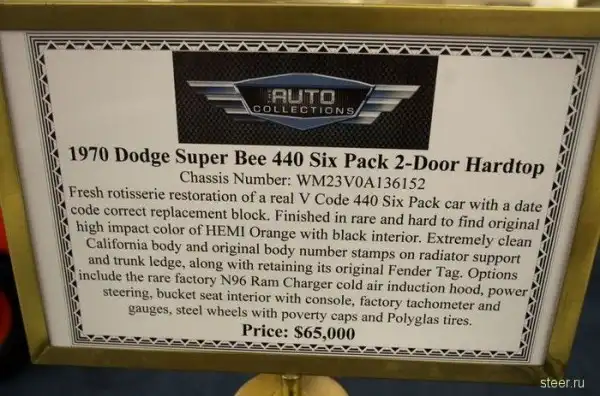 THE AUTO
COLLECTIONS
1970 Dodge Super Bee 440 Six Pack 2-Door Hardtop
Chassis Number: WM23V0A136152
Fresh rotisserie restoration of a real V Code 440 Six Pack car with a date
code correct replacement block. Finished in rare and hard to find original
high impact color of HEMI Orange with black interior. Extremely clean
California body and original body number stamps on radiator support
and trunk ledge, along with retaining its original Fender Tag. Options
include the rare factory N96 Ram Charger cold air induction hood, power
steering, bucket seat interior with console, factory tachometer and
gauges, steel wheels with poverty caps and Polyglas tires.
Price: $65,000
steer.ru